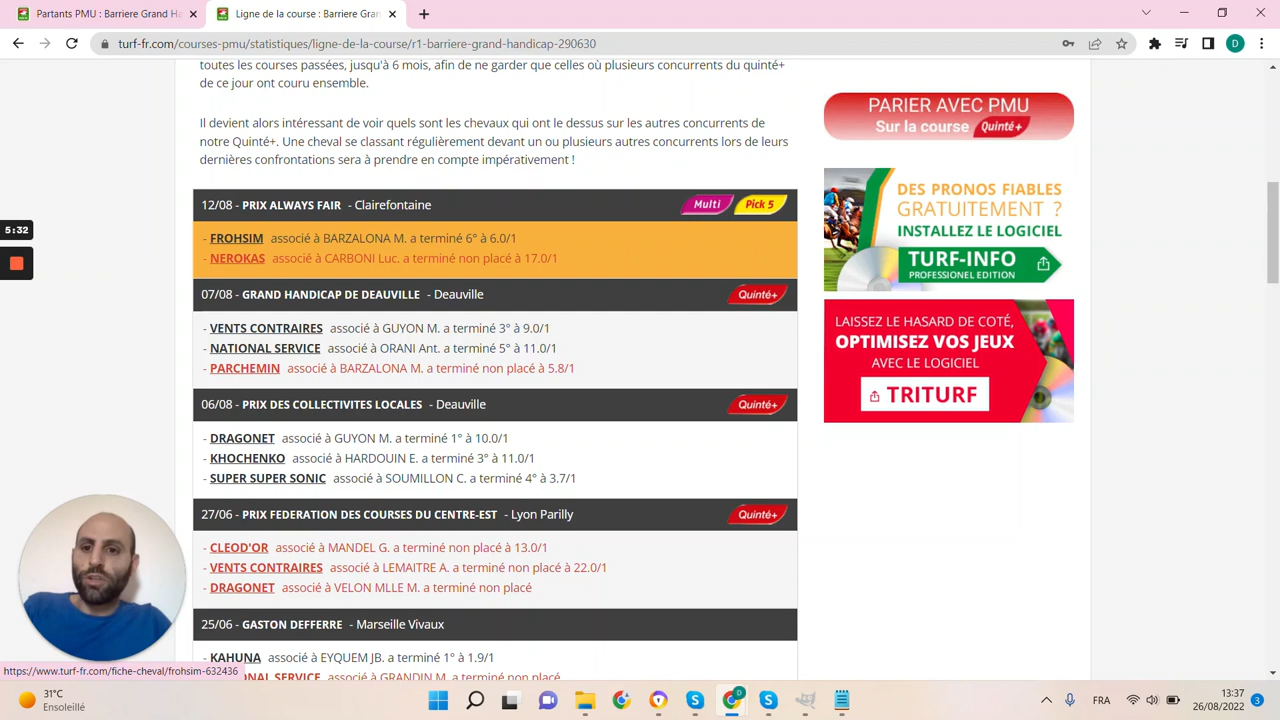 Partants PMU : Barriere Grand Ha
Ligne de la course : Barriere Gran
turf-fr.com/courses-pmu/statistiques/ligne-de-la-course/r1-barriere-grand-handicap-290630
D
toutes les courses passées, jusqu'à 6 mois, afin de ne garder que celles où plusieurs concurrents du quinté+
de ce jour ont couru ensemble.
Il devient alors intéressant de voir quels sont les chevaux qui ont le dessus sur les autres concurrents de
notre Quinté+. Une cheval se classant régulièrement devant un ou plusieurs autres concurrents lors de leurs
dernières confrontations sera à prendre en compte impérativement !
12/08 - PRIX ALWAYS FAIR - Clairefontaine Multi Pick 5
- FROHSIM associé à BARZALONA M. a terminé 6° à 6.0/1
- NEROKAS associé à CARBONI Luc. a terminé non placé à 17.0/1
07/08 - GRAND HANDICAP DE DEAUVILLE - Deauville Quinté+
- VENTS CONTRAIRES associé à GUYON M. a terminé 3° à 9.0/1
- NATIONAL SERVICE associé à ORANI Ant. a terminé 5° à 11.0/1
- PARCHEMIN associé à BARZALONA M. a terminé non placé à 5.8/1
06/08 - PRIX DES COLLECTIVITES LOCALES - Deauville Quinté+
- DRAGONET associé à GUYON M. a terminé 1° à 10.0/1
- KHOCHENKO associé à HARDOUIN E. a terminé 3° à 11.0/1
- SUPER SUPER SONIC associé à SOUMILLON C. a terminé 4° à 3.7/1
27/06 - PRIX FEDERATION DES COURSES DU CENTRE-EST - Lyon Parilly Quinté+
- CLEOD'OR associé à MANDEL G. a terminé non placé à 13.0/1
- VENTS CONTRAIRES associé à LEMAITRE A. a terminé non placé à 22.0/1
- DRAGONET associé à VELON MLLE M. a terminé non placé
25/06 - GASTON DEFFERRE - Marseille Vivaux
- KAHUNA associé à EYQUEM JB. a terminé 1° à 1.9/1
ONAL SERVICE associé à GRANDIN M. a terminé non placé
PARIER AVEC PMU
Sur la course Quinté+
DES PRONOS FIABLES
GRATUITEMENT ?
INSTALLEZ LE LOGICIEL
TURF-INFO
PROFESSIONEL EDITION
LAISSEZ LE HASARD DE COTÉ,
OPTIMISEZ VOS JEUX
AVEC LE LOGICIEL
TRITURF
5:32
https://www.turf-fr.com/fiche-cheval/frohsim-632436
31°C
Ensoleillé
D
FRA
13:37
26/08/2022
3